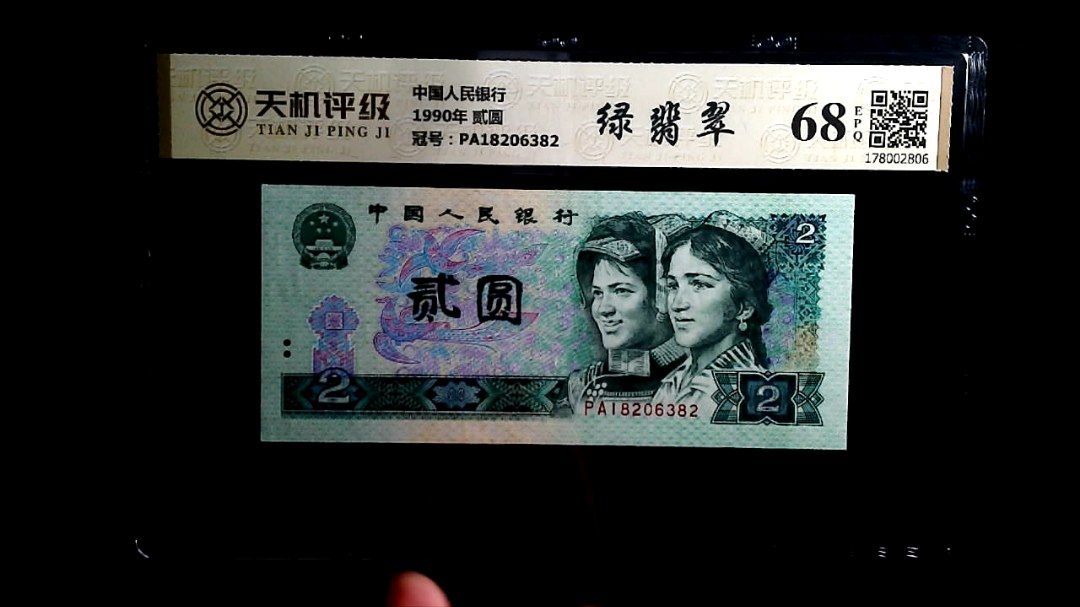 天机评级
TIAN JI PING JI
中国人民银行
1990年 贰圆
冠号：PA18206382
绿翡翠
68
EPQ
178002806
中国人民银行
2
贰圆
2
PA18206382
2